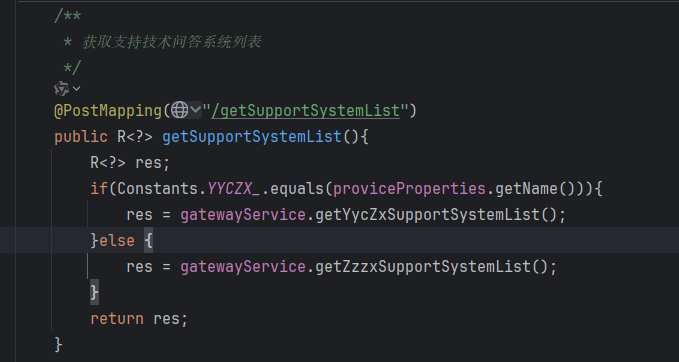 /**
* 获取支持技术问答系统列表
*/
@PostMapping("/getSupportSystemList")
public R<?> getSupportSystemList(){
R<?> res;
if(Constants.YYCZX_.equals(proviceProperties.getName())){
res = gatewayService.getYycZxSupportSystemList();
}else {
res = gatewayService.getZzzxSupportSystemList();
}
return res;
}